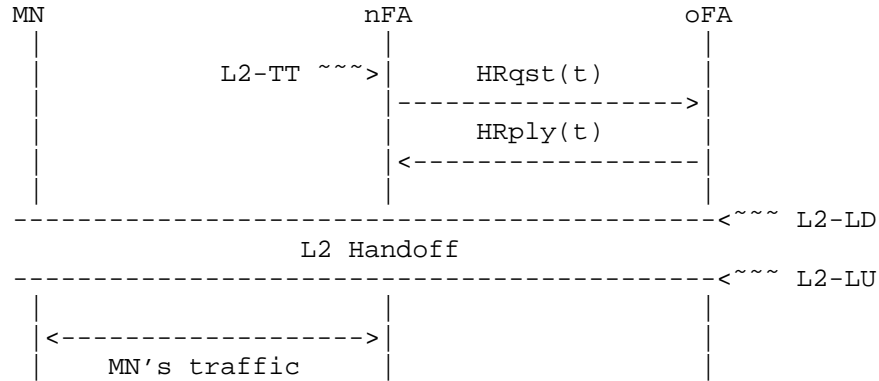 MN nFA oFA
L2-TT ~~~> HRqst(t)
HRply(t)
<~~~ L2-LD
L2 Handoff
<~~~ L2-LU
MN's traffic